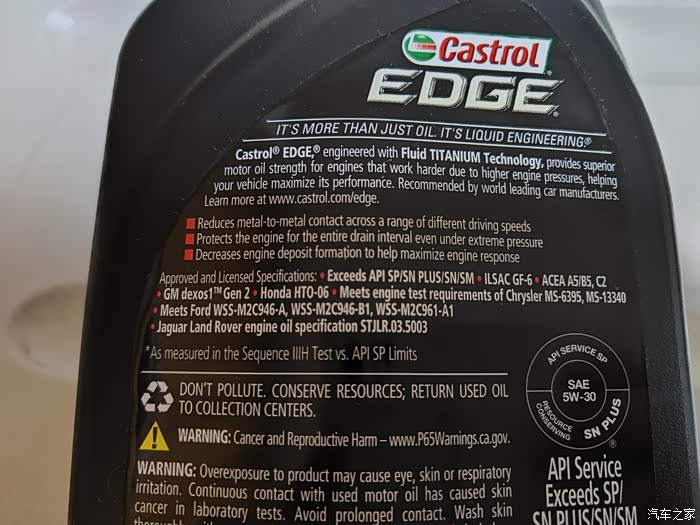 Castrol
EDGE®
IT'S MORE THAN JUST OIL. IT'S LIQUID ENGINEERING®
Castrol® EDGE,® engineered with Fluid TITANIUM Technology, provides superior
motor oil strength for engines that work harder due to higher engine pressures, helping
your vehicle maximize its performance. Recommended by world leading car manufacturers.
Learn more at www.castrol.com/edge.
Reduces metal-to-metal contact across a range of different driving speeds
Protects the engine for the entire drain interval even under extreme pressure
Decreases engine deposit formation to help maximize engine response
Approved and Licensed Specifications: • Exceeds API SP/SN PLUS/SN/SM • ILSAC GF-6 • ACEA A5/B5, C2
• GM dexos1™ Gen 2 • Honda HTO-06 • Meets engine test requirements of Chrysler MS-6395, MS-13340
• Meets Ford WSS-M2C946-A, WSS-M2C946-B1, WSS-M2C961-A1
• Jaguar Land Rover engine oil specification STJLR.03.5003
*As measured in the Sequence IIIH Test vs. API SP Limits
DON'T POLLUTE. CONSERVE RESOURCES; RETURN USED OIL
TO COLLECTION CENTERS.
WARNING: Cancer and Reproductive Harm – www.P65Warnings.ca.gov.
WARNING: Overexposure to product may cause eye, skin or respiratory
irritation. Continuous contact with used motor oil has caused skin
cancer in laboratory tests. Avoid prolonged contact. Wash skin
thoroughly
API SERVICE SP
SAE
5W-30
RESOURCE
CONSERVING
SN PLUS
®
API Service
Exceeds SP/
SN PLUS/SN/SM
汽车之家